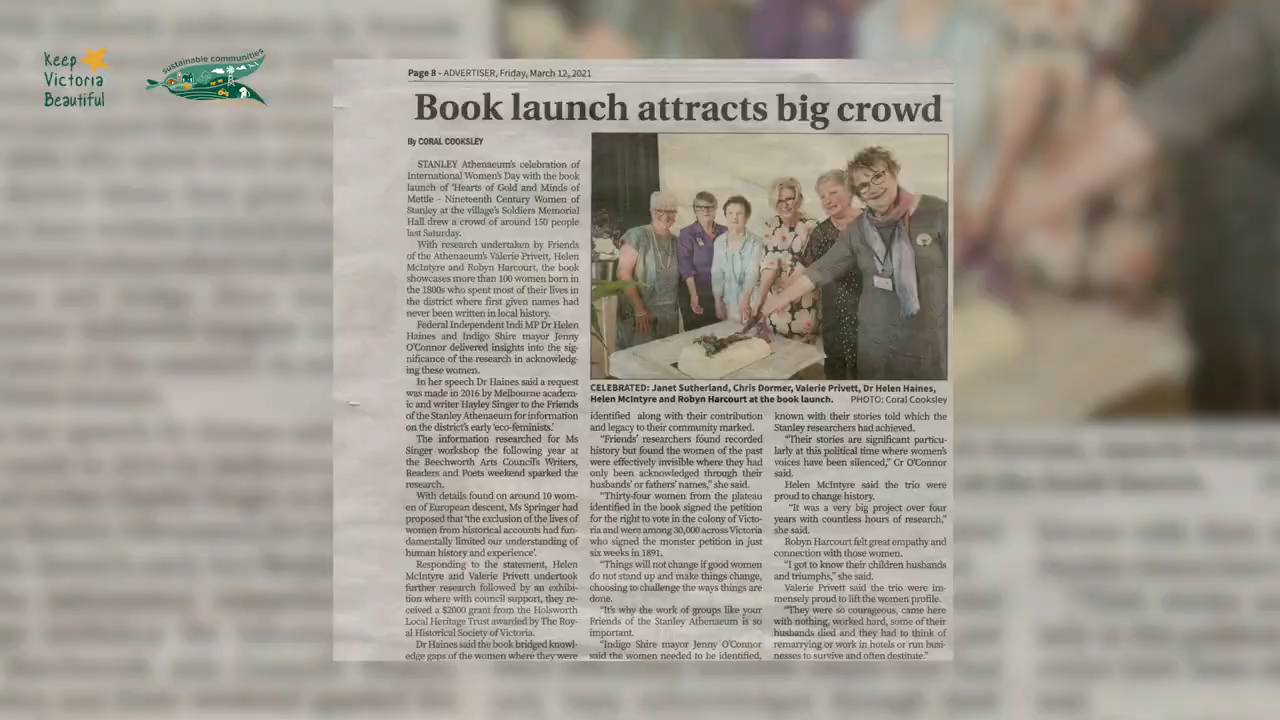 Keep
Victoria
Beautiful
sustainable communities
Page 8 - ADVERTISER, Friday, March 12, 2021
Book launch attracts big crowd
By CORAL COOKSLEY
STANLEY Athenaeum's celebration of
International Women's Day with the book
launch of 'Hearts of Gold and Minds of
Mettle - Nineteenth Century Women of
Stanley at the village's Soldiers Memorial
Hall drew a crowd of around 150 people
last Saturday.
With research undertaken by Friends
of the Athenaeum's Valerie Privett, Helen
McIntyre and Robyn Harcourt, the book
showcases more than 100 women born in
the 1800s who spent most of their lives in
the district where first given names had
never been written in local history.
Federal Independent Indi MP Dr Helen
Haines and Indigo Shire mayor Jenny
O'Connor delivered insights into the sig-
nificance of the research in acknowledg-
ing these women.
In her speech Dr Haines said a request
was made in 2016 by Melbourne academ-
ic and writer Hayley Singer to the Friends
of the Stanley Athenaeum for information
on the district's early 'eco-feminists.'
The information researched for Ms
Singer workshop the following year at
the Beechworth Arts Council's Writers,
Readers and Poets weekend sparked the
research.
With details found on around 10 wom-
en of European descent, Ms Springer had
proposed that 'the exclusion of the lives of
women from historical accounts had fun-
damentally limited our understanding of
human history and experience'.
Responding to the statement, Helen
McIntyre and Valerie Privett undertook
further research followed by an exhibi-
tion where with council support, they re-
ceived a $2000 grant from the Holsworth
Local Heritage Trust awarded by The Roy-
al Historical Society of Victoria.
Dr Haines said the book bridged knowl-
edge gaps of the women where they were
CELEBRATED: Janet Sutherland, Chris Dormer, Valerie Privett, Dr Helen Haines,
Helen McIntyre and Robyn Harcourt at the book launch. PHOTO: Coral Cooksley
identified along with their contribution
and legacy to their community marked.
"Friends' researchers found recorded
history but found the women of the past
were effectively invisible where they had
only been acknowledged through their
husbands' or fathers' names," she said.
"Thirty-four women from the plateau
identified in the book signed the petition
for the right to vote in the colony of Victo-
ria and were among 30,000 across Victoria
who signed the monster petition in just
six weeks in 1891.
"Things will not change if good women
do not stand up and make things change,
choosing to challenge the ways things are
done.
"It's why the work of groups like your
Friends of the Stanley Athenaeum is so
important.
"Indigo Shire mayor Jenny O'Connor
said the women needed to be identified,
known with their stories told which the
Stanley researchers had achieved.
"Their stories are significant particu-
larly at this political time where women's
voices have been silenced," Cr O'Connor
said.
Helen McIntyre said the trio were
proud to change history.
"It was a very big project over four
years with countless hours of research,"
she said.
Robyn Harcourt felt great empathy and
connection with those women.
"I got to know their children husbands
and triumphs," she said.
Valerie Privett said the trio were im-
mensely proud to lift the women profile.
"They were so courageous, came here
with nothing, worked hard, some of their
husbands died and they had to think of
remarrying or work in hotels or run busi-
nesses to survive and often destitute."